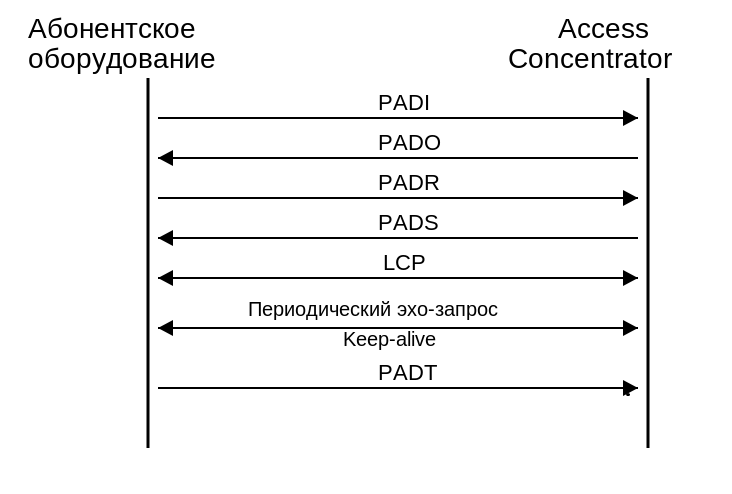 Абонентское
оборудование
Access
Concentrator
PADI
PADO
PADR
PADS
LCP
Периодический эхо-запрос
Keep-alive
PADT